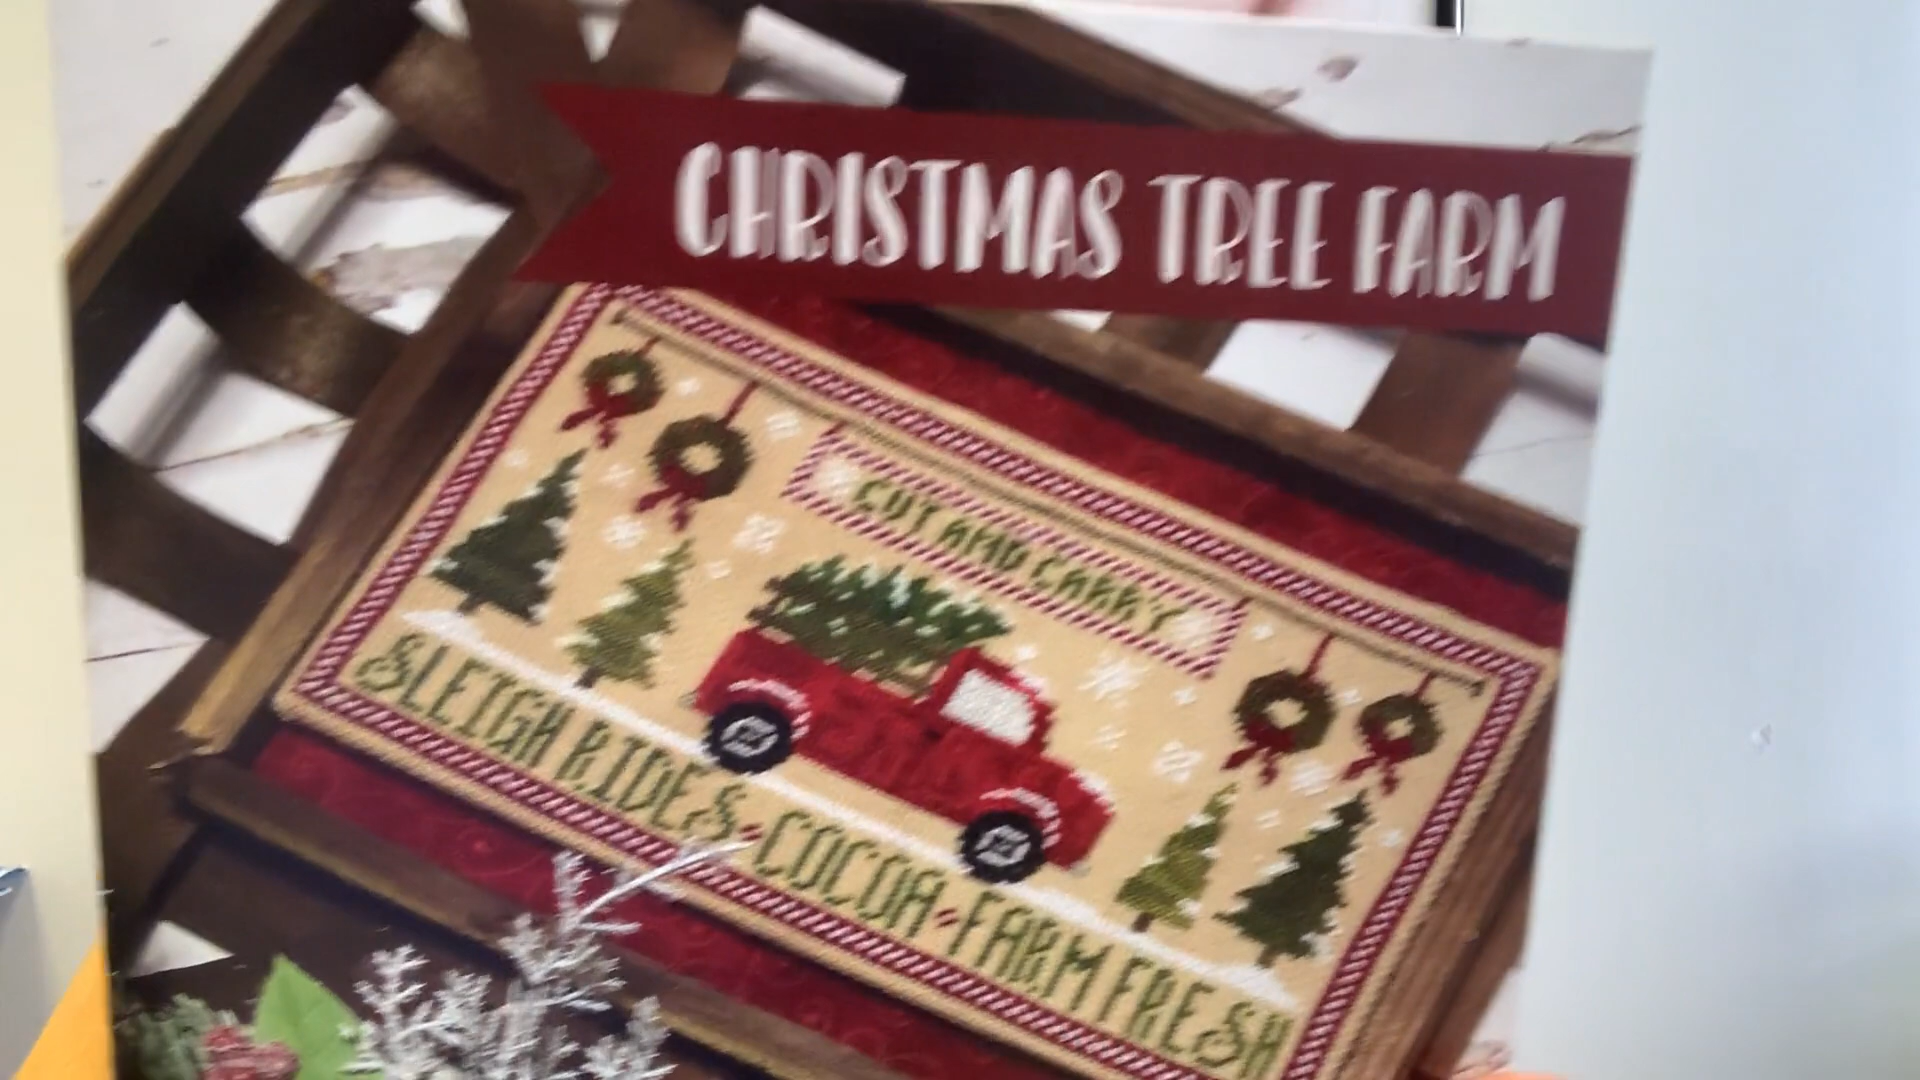 CHRISTMAS TREE FARM
CUT AND CARRY
SLEIGH RIDES • COCOA • FARM FRESH